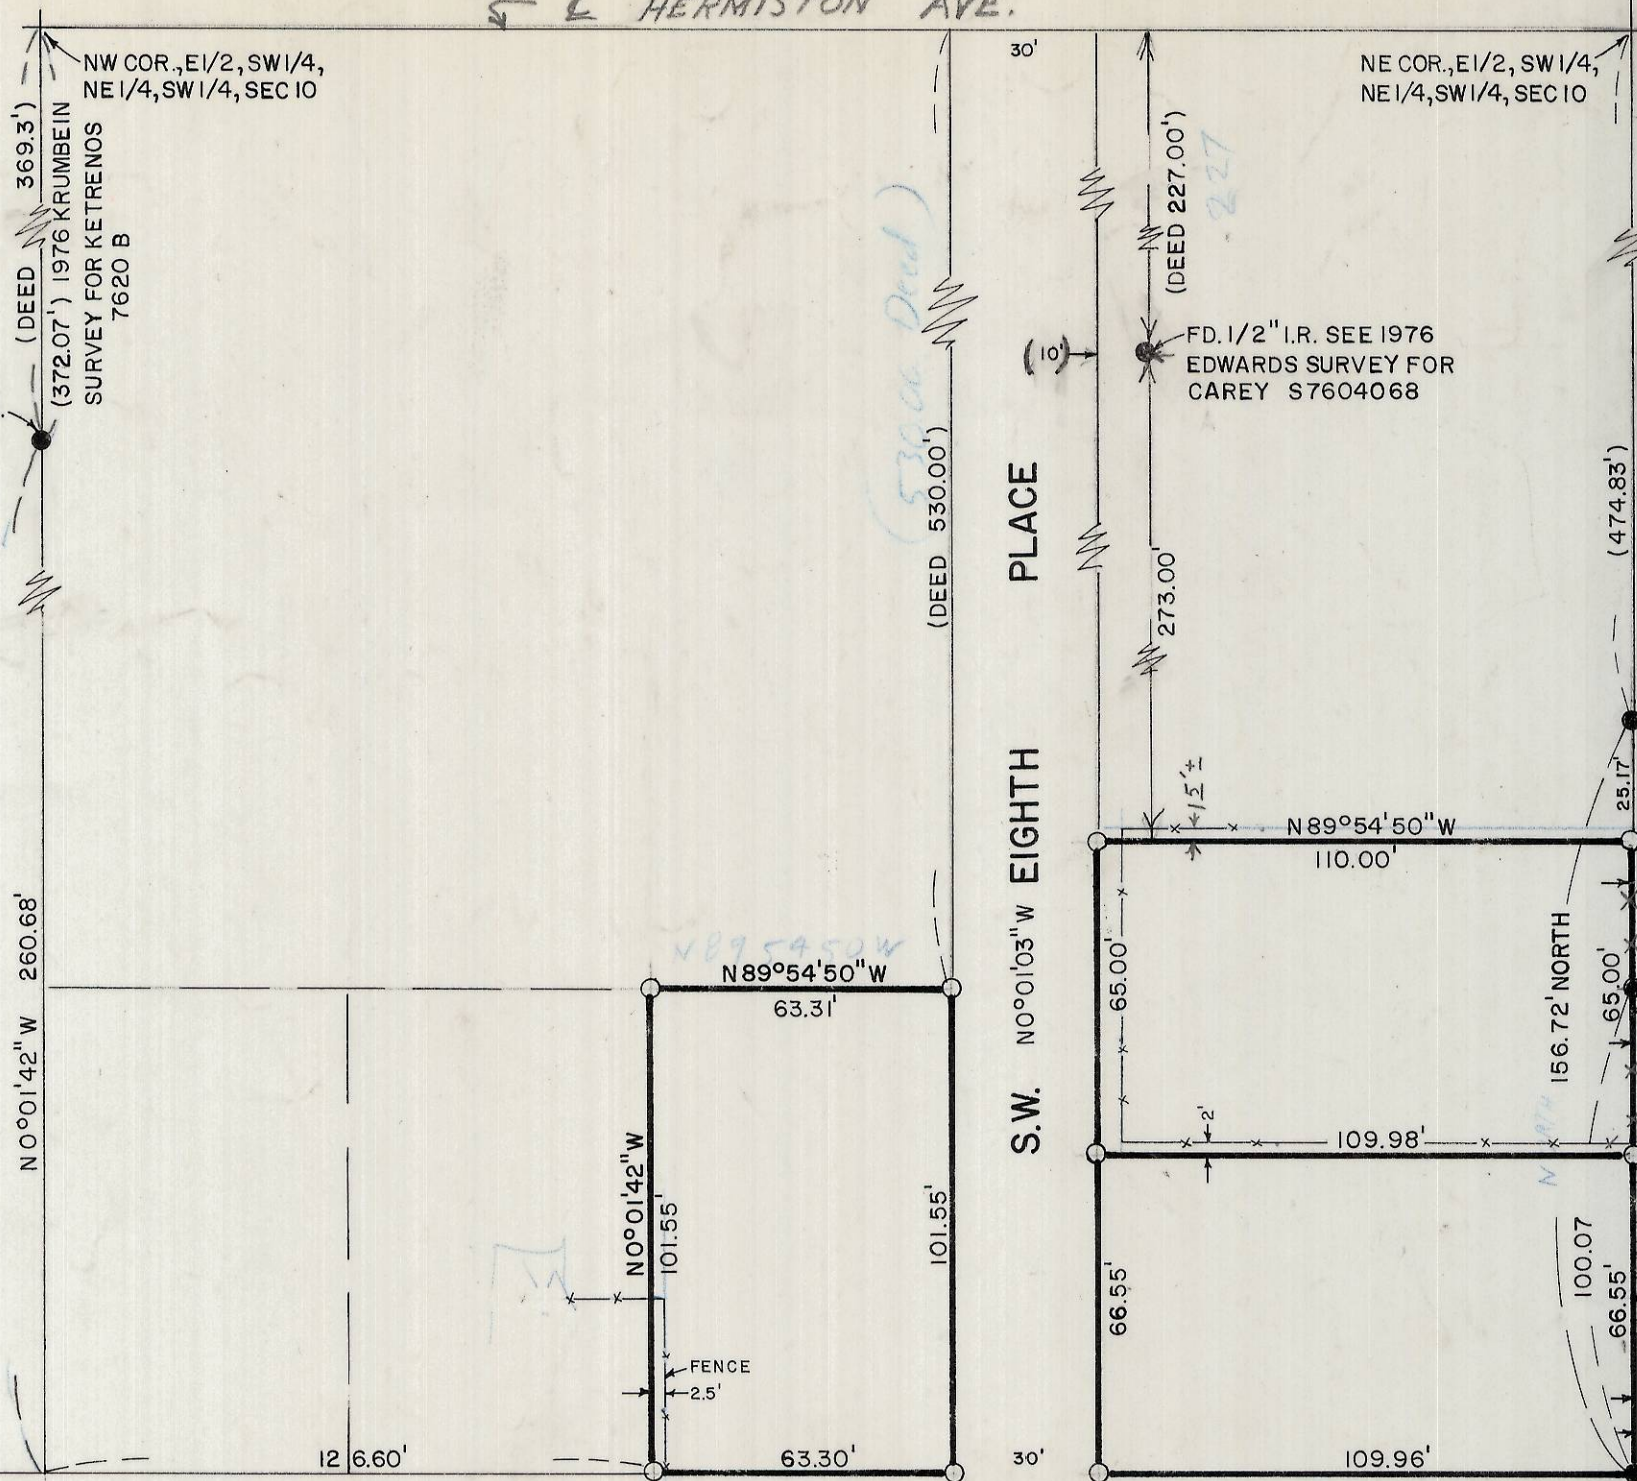 ℄ HERMISTON AVE.
NW COR., E1/2, SW1/4,
NE1/4, SW1/4, SEC 10
30'
NE COR., E1/2, SW1/4,
NE1/4, SW1/4, SEC 10
(DEED 369.3')
(372.07') 1976 KRUMBEIN
SURVEY FOR KETRENOS
7620 B
(DEED 227.00')
227
(10')
FD. 1/2" I.R. SEE 1976
EDWARDS SURVEY FOR
CAREY S7604068
(530.00 Deed)
(DEED 530.00')
273.00'
(474.83')
25.17'
S.W. EIGHTH PLACE
N0°01'03"W
15'±
N89°54'50"W
110.00'
65.00'
156.72' NORTH
65.00'
2'
109.98'
N0°01'42"W 260.68'
N895450W
N89°54'50"W
63.31'
N0°01'42"W
101.55'
101.55'
FENCE
2.5'
66.55'
100.07
66.55'
126.60'
63.30'
30'
109.96'